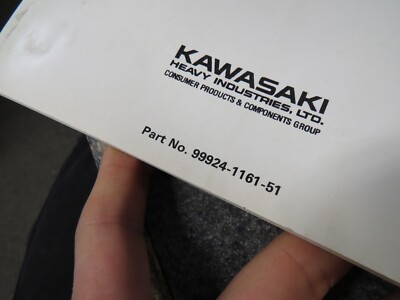 KAWASAKI
HEAVY INDUSTRIES, LTD.
CONSUMER PRODUCTS & COMPONENTS GROUP
Part No. 99924-1161-51